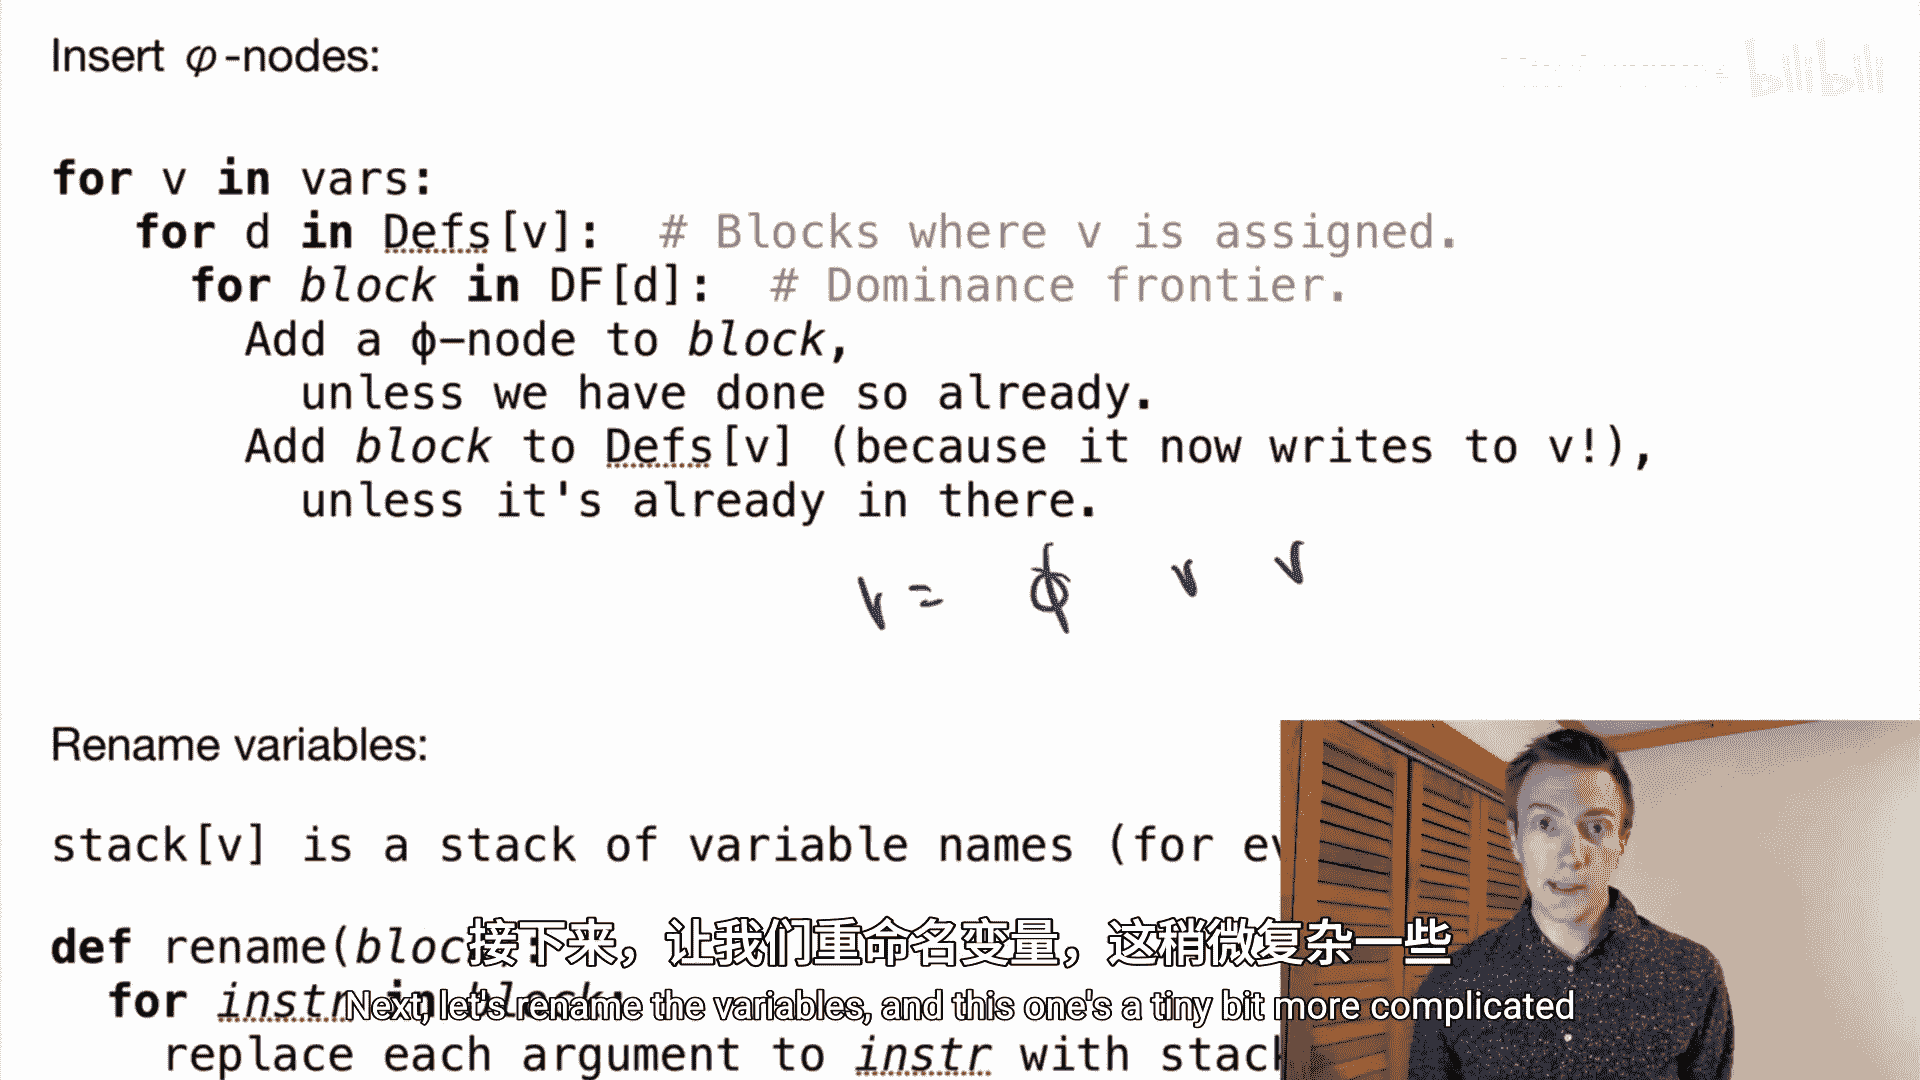 Insert φ-nodes:
bilibili
for v in vars:
for d in Defs[v]: # Blocks where v is assigned.
for block in DF[d]: # Dominance frontier.
Add a ϕ-node to block,
unless we have done so already.
Add block to Defs[v] (because it now writes to v!),
unless it's already in there.
v = ϕ v v
Rename variables:
stack[v] is a stack of variable names (for ev
def rename(block):
接下来，让我们重命名变量，这稍微复杂一些
for instr in block:
Next, let's rename the variables, and this one's a tiny bit more complicated
replace each argument to instr with stack